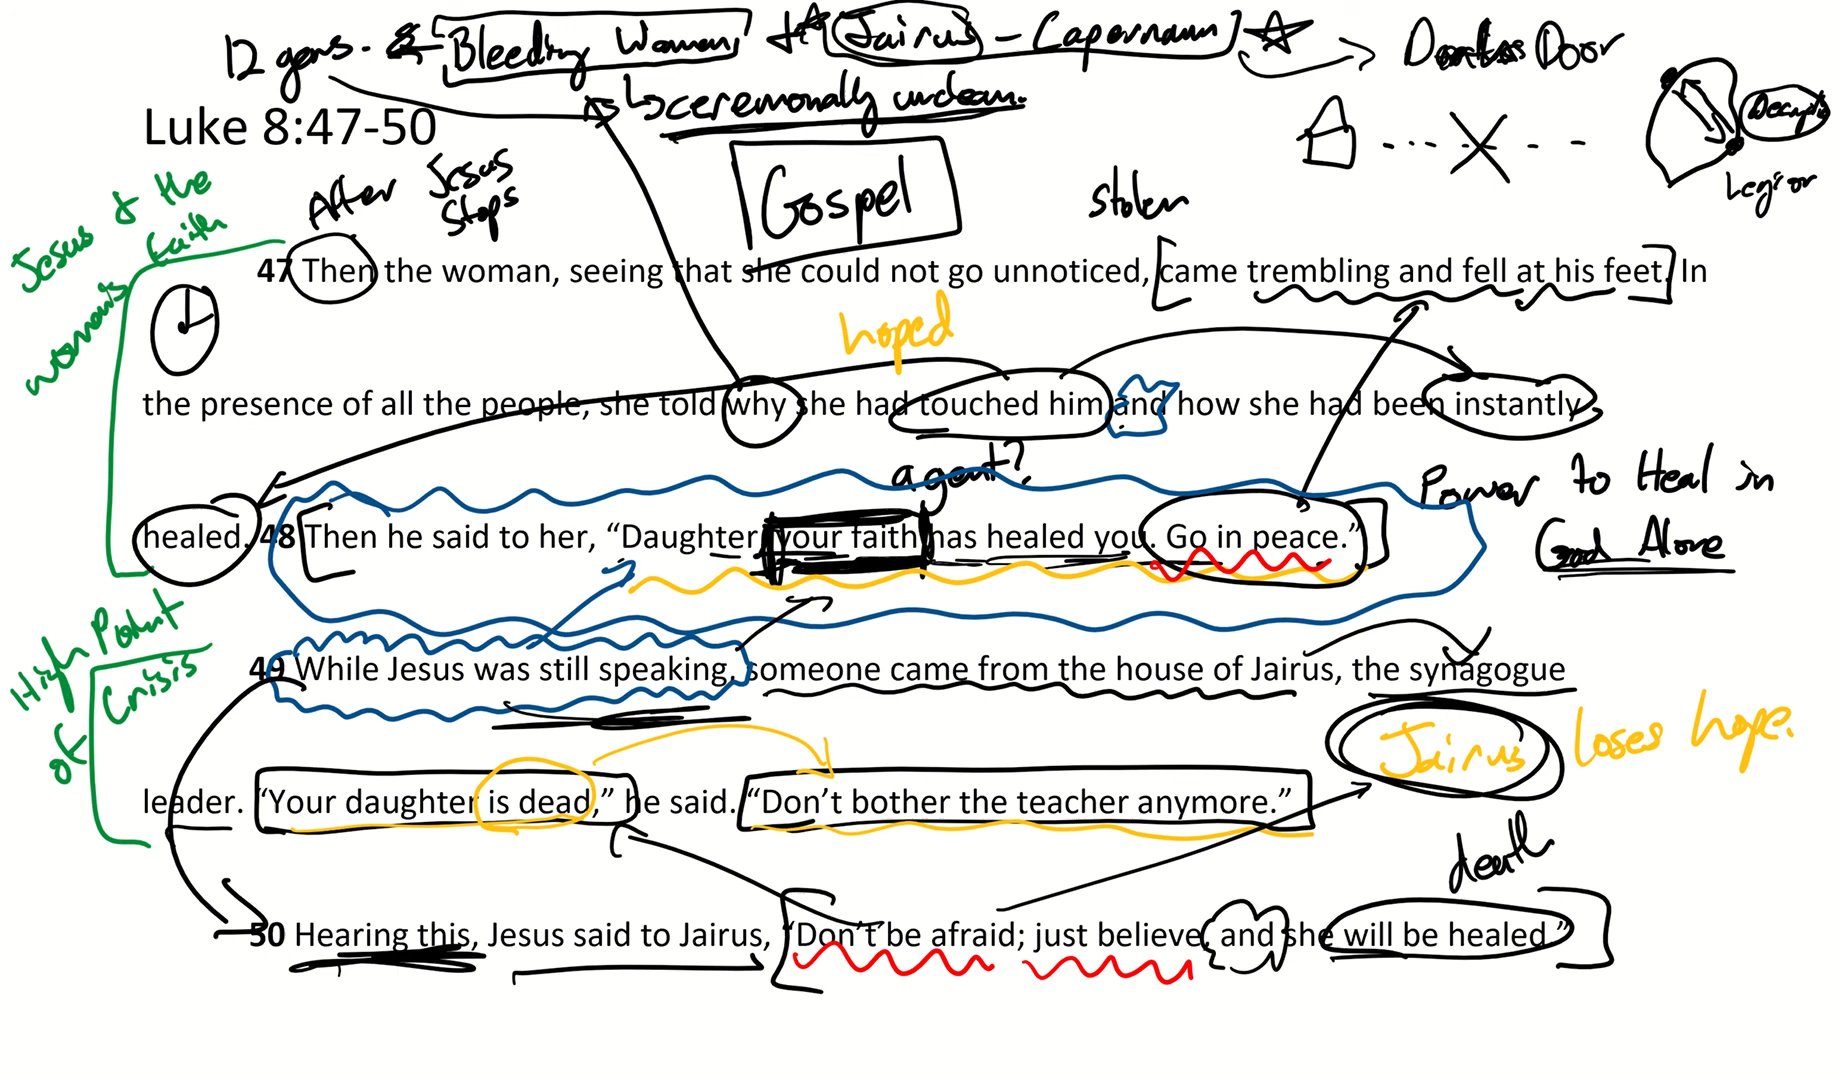 12 years. Bleeding Woman Jairus - Capernaum Door
ceremonally unclean.
Luke 8:47-50
Decapolis
Legion
Jesus & the woman's faith
After Jesus Stops
Gospel
stolen
47 Then the woman, seeing that she could not go unnoticed, came trembling and fell at his feet. In
hoped
the presence of all the people, she told why she had touched him and how she had been instantly
agent?
Power to Heal in
God Alone
healed. 48 Then he said to her, “Daughter, your faith has healed you. Go in peace.”
High Point of Crisis
49 While Jesus was still speaking, someone came from the house of Jairus, the synagogue
Jairus loses hope.
leader. “Your daughter is dead,” he said. “Don’t bother the teacher anymore.”
death
50 Hearing this, Jesus said to Jairus, “Don’t be afraid; just believe, and she will be healed.”